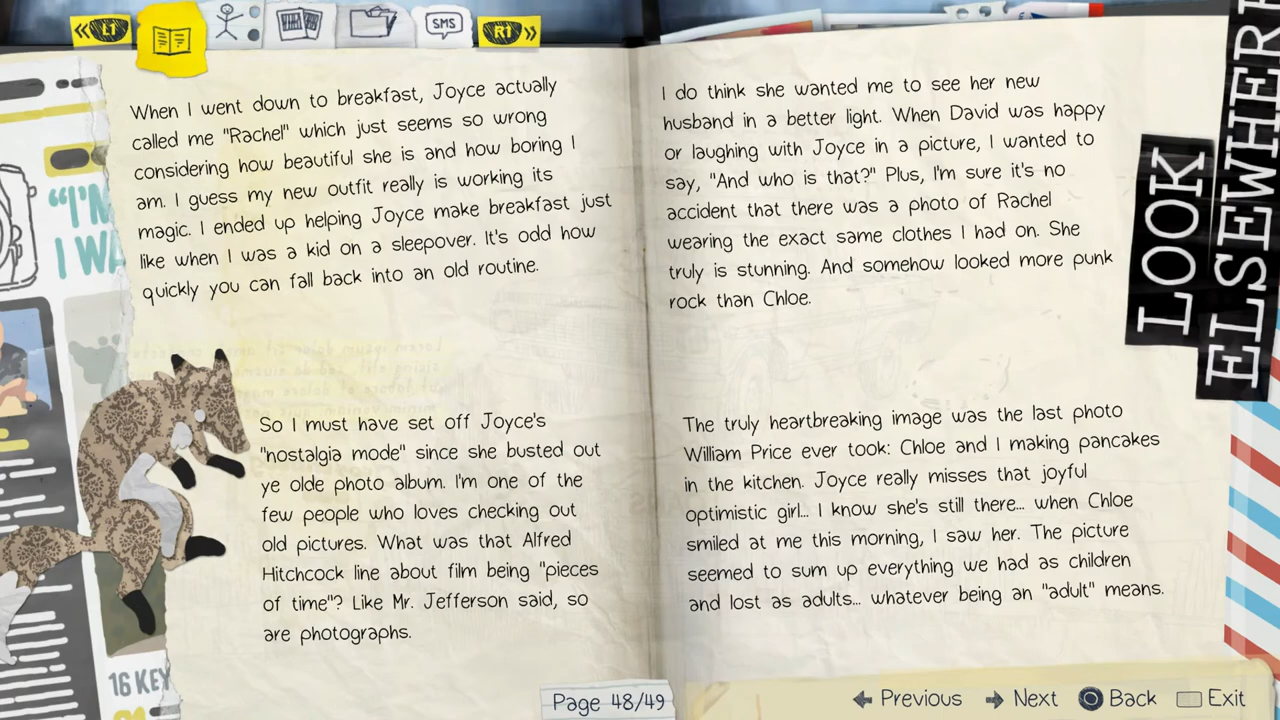 LT
SMS
R1
When I went down to breakfast, Joyce actually
called me "Rachel" which just seems so wrong
considering how beautiful she is and how boring I
am. I guess my new outfit really is working its
magic. I ended up helping Joyce make breakfast just
like when I was a kid on a sleepover. It's odd how
quickly you can fall back into an old routine.
So I must have set off Joyce's
"nostalgia mode" since she busted out
ye olde photo album. I'm one of the
few people who loves checking out
old pictures. What was that Alfred
Hitchcock line about film being "pieces
of time"? Like Mr. Jefferson said, so
are photographs.
I do think she wanted me to see her new
husband in a better light. When David was happy
or laughing with Joyce in a picture, I wanted to
say, "And who is that?" Plus, I'm sure it's no
accident that there was a photo of Rachel
wearing the exact same clothes I had on. She
truly is stunning. And somehow looked more punk
rock than Chloe.
The truly heartbreaking image was the last photo
William Price ever took: Chloe and I making pancakes
in the kitchen. Joyce really misses that joyful
optimistic girl... I know she's still there... when Chloe
smiled at me this morning, I saw her. The picture
seemed to sum up everything we had as children
and lost as adults... whatever being an "adult" means.
LOOK
ELSEWHERE
"I'M
I WA
16 KEY
Page 48/49
Previous Next Back Exit